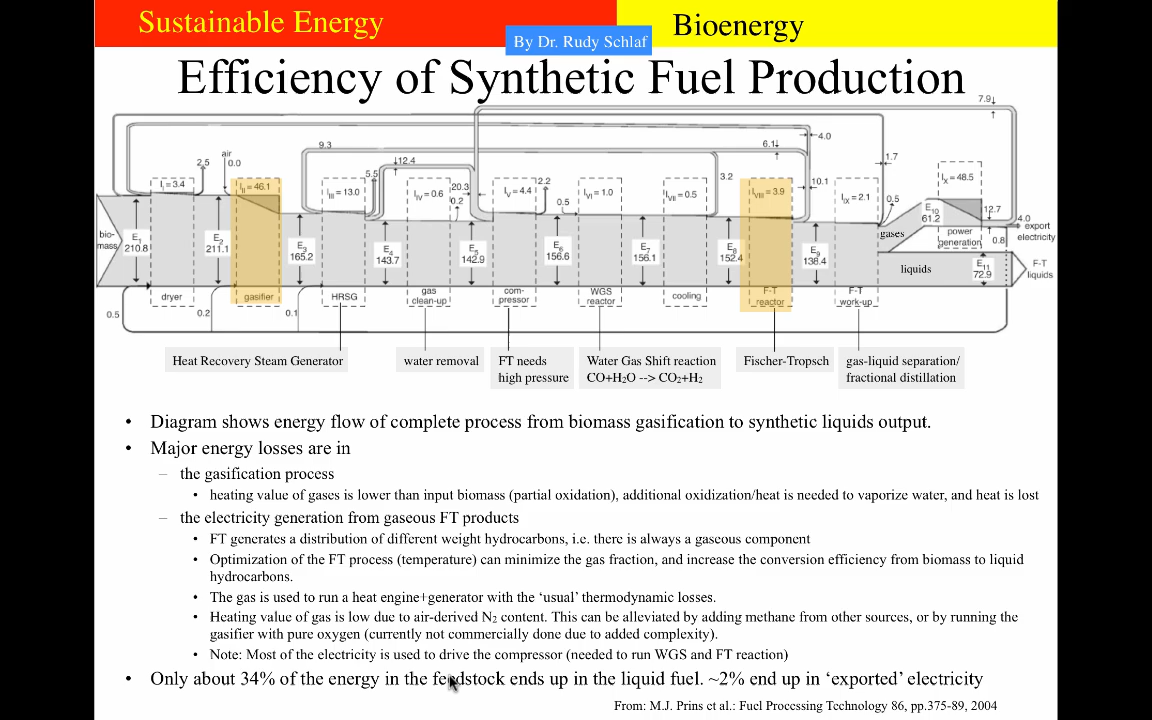 Sustainable Energy
Bioenergy
By Dr. Rudy Schlaf
Efficiency of Synthetic Fuel Production
7.9
9.3
6.1
4.0
air
2.5
0.0
12.4
5.5
1.7
I_I = 3.4
I_II = 46.1
I_III = 13.0
I_IV = 0.6
20.3
0.2
I_V = 4.4
2.2
0.5
I_VI = 1.0
I_VII = 0.5
3.2
I_VIII = 3.9
10.1
I_IX = 2.1
0.5
I_X = 48.5
bio-
mass
E₁
210.8
E₂
211.1
E₃
165.2
E₄
143.7
E₅
142.9
E₆
156.6
E₇
156.1
E₈
152.4
E₉
138.4
gases
E₁₀
61.2
12.7
power
generation
4.0
export
electricity
0.8
liquids
E₁₁
72.9
F-T
liquids
dryer
gasifier
HRSG
gas
clean-up
com-
pressor
WGS
reactor
cooling
F-T
reactor
F-T
work-up
0.5
0.2
0.1
Heat Recovery Steam Generator
water removal
FT needs
high pressure
Water Gas Shift reaction
CO+H₂O --> CO₂+H₂
Fischer-Tropsch
gas-liquid separation/
fractional distillation
• Diagram shows energy flow of complete process from biomass gasification to synthetic liquids output.
• Major energy losses are in
– the gasification process
• heating value of gases is lower than input biomass (partial oxidation), additional oxidization/heat is needed to vaporize water, and heat is lost
– the electricity generation from gaseous FT products
• FT generates a distribution of different weight hydrocarbons, i.e. there is always a gaseous component
• Optimization of the FT process (temperature) can minimize the gas fraction, and increase the conversion efficiency from biomass to liquid
hydrocarbons.
• The gas is used to run a heat engine+generator with the ‘usual’ thermodynamic losses.
• Heating value of gas is low due to air-derived N₂ content. This can be alleviated by adding methane from other sources, or by running the
gasifier with pure oxygen (currently not commercially done due to added complexity).
• Note: Most of the electricity is used to drive the compressor (needed to run WGS and FT reaction)
• Only about 34% of the energy in the feedstock ends up in the liquid fuel. ~2% end up in ‘exported’ electricity
From: M.J. Prins et al.: Fuel Processing Technology 86, pp.375-89, 2004